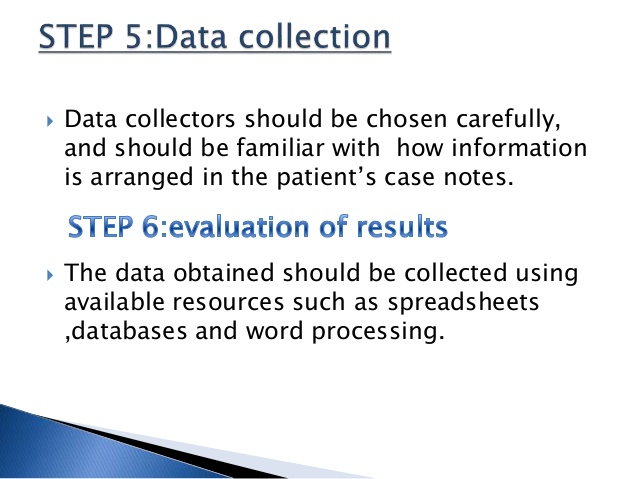 STEP 5:Data collection
Data collectors should be chosen carefully,
and should be familiar with how information
is arranged in the patient’s case notes.
STEP 6:evaluation of results
The data obtained should be collected using
available resources such as spreadsheets
,databases and word processing.